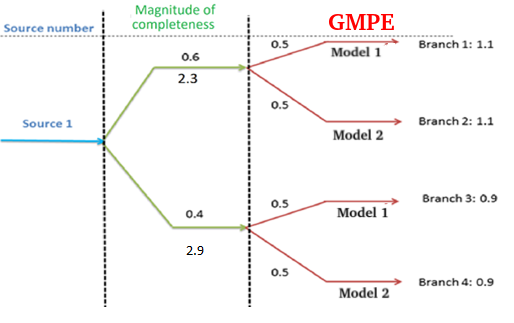 Source number
Magnitude of
completeness
GMPE
Source 1
0.6
2.3
0.4
2.9
0.5
Model 1
Branch 1: 1.1
0.5
Model 2
Branch 2: 1.1
0.5
Model 1
Branch 3: 0.9
0.5
Model 2
Branch 4: 0.9